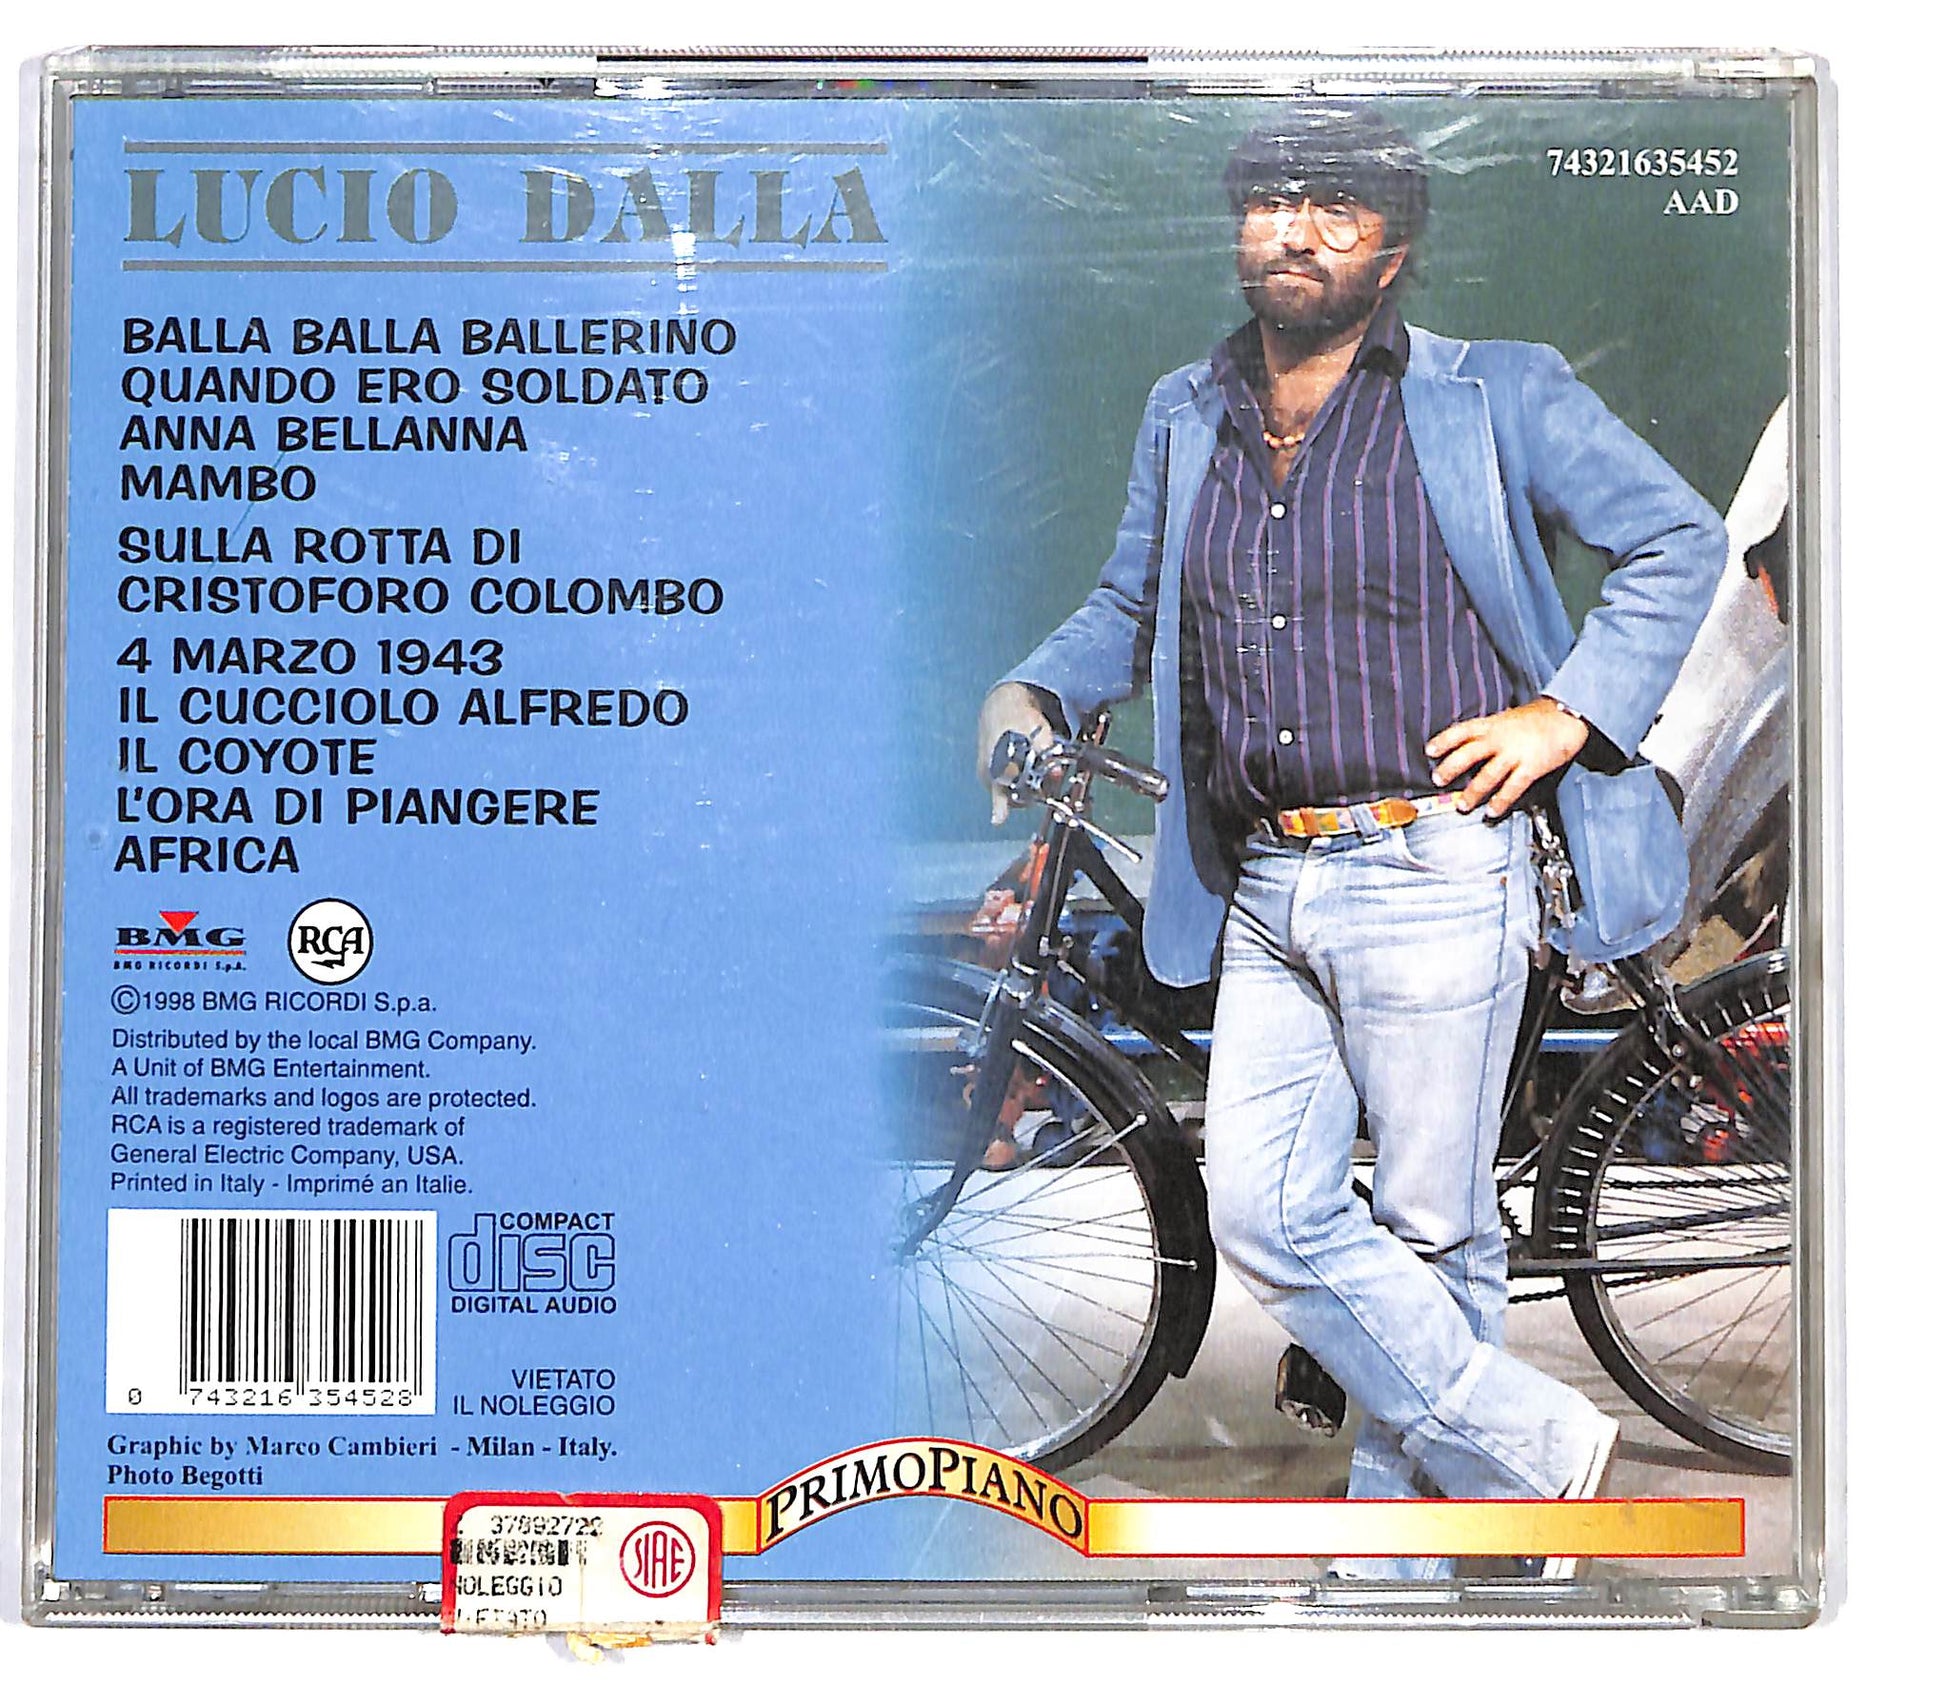 LUCIO DALLA
74321635452
AAD
BALLA BALLA BALLERINO
QUANDO ERO SOLDATO
ANNA BELLANNA
MAMBO
SULLA ROTTA DI
CRISTOFORO COLOMBO
4 MARZO 1943
IL CUCCIOLO ALFREDO
IL COYOTE
L'ORA DI PIANGERE
AFRICA
BMG
BMG RICORDI S.p.A.
RCA
©1998 BMG RICORDI S.p.a.
Distributed by the local BMG Company.
A Unit of BMG Entertainment.
All trademarks and logos are protected.
RCA is a registered trademark of
General Electric Company, USA.
Printed in Italy - Imprimé an Italie.
COMPACT
disc
DIGITAL AUDIO
0 743216 354528
VIETATO
IL NOLEGGIO
Graphic by Marco Cambieri - Milan - Italy.
Photo Begotti
PRIMOPIANO
SIAE
NOLEGGIO
VIETATO